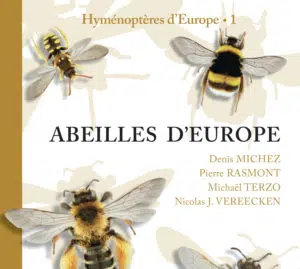 Hyménoptères d'Europe • 1
ABEILLES D'EUROPE
Denis MICHEZ
Pierre RASMONT
Michaël TERZO
Nicolas J. VEREECKEN